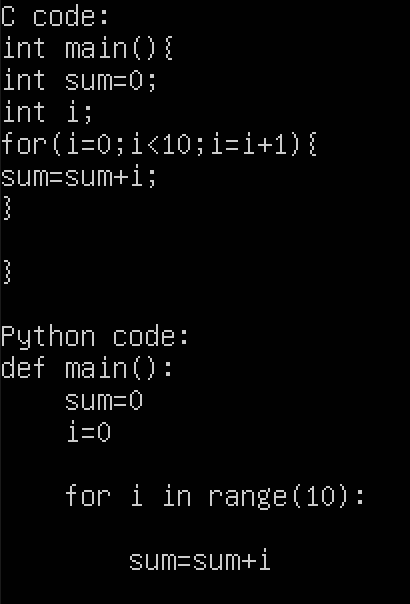 C code:
int main(){
int sum=0;
int i;
for(i=0;i<10;i=i+1){
sum=sum+i;
}
}
Python code:
def main():
    sum=0
    i=0
    for i in range(10):
        sum=sum+i